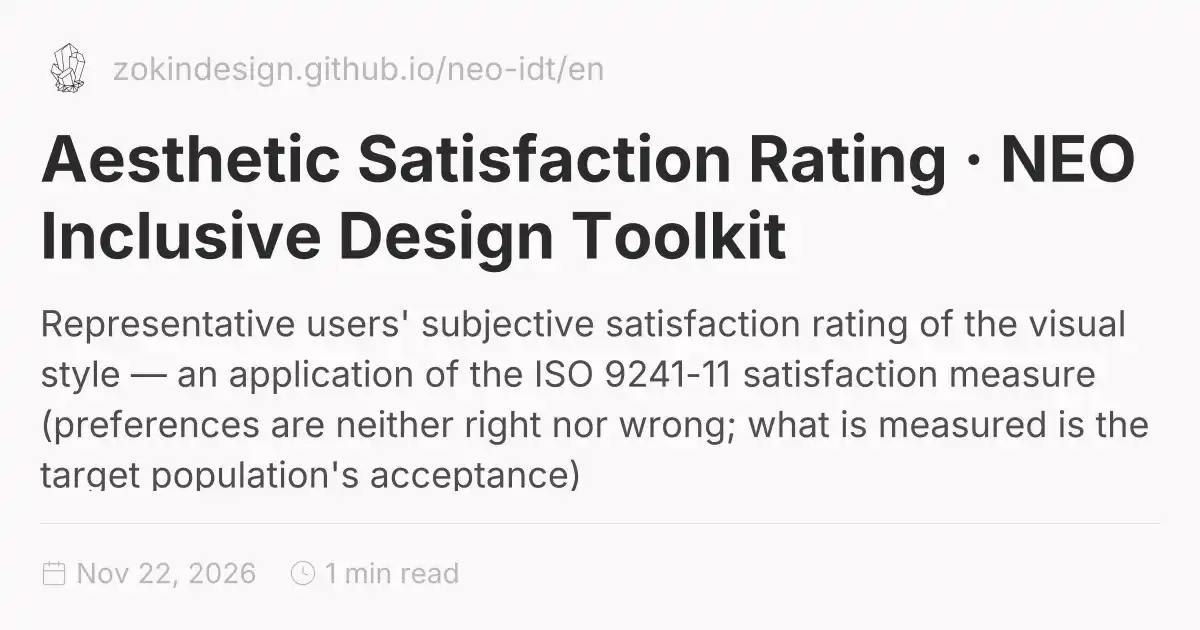 zokindesign.github.io/neo-idt/en
Aesthetic Satisfaction Rating · NEO
Inclusive Design Toolkit
Representative users' subjective satisfaction rating of the visual
style — an application of the ISO 9241-11 satisfaction measure
(preferences are neither right nor wrong; what is measured is the
target population's acceptance)
Nov 22, 2026 1 min read